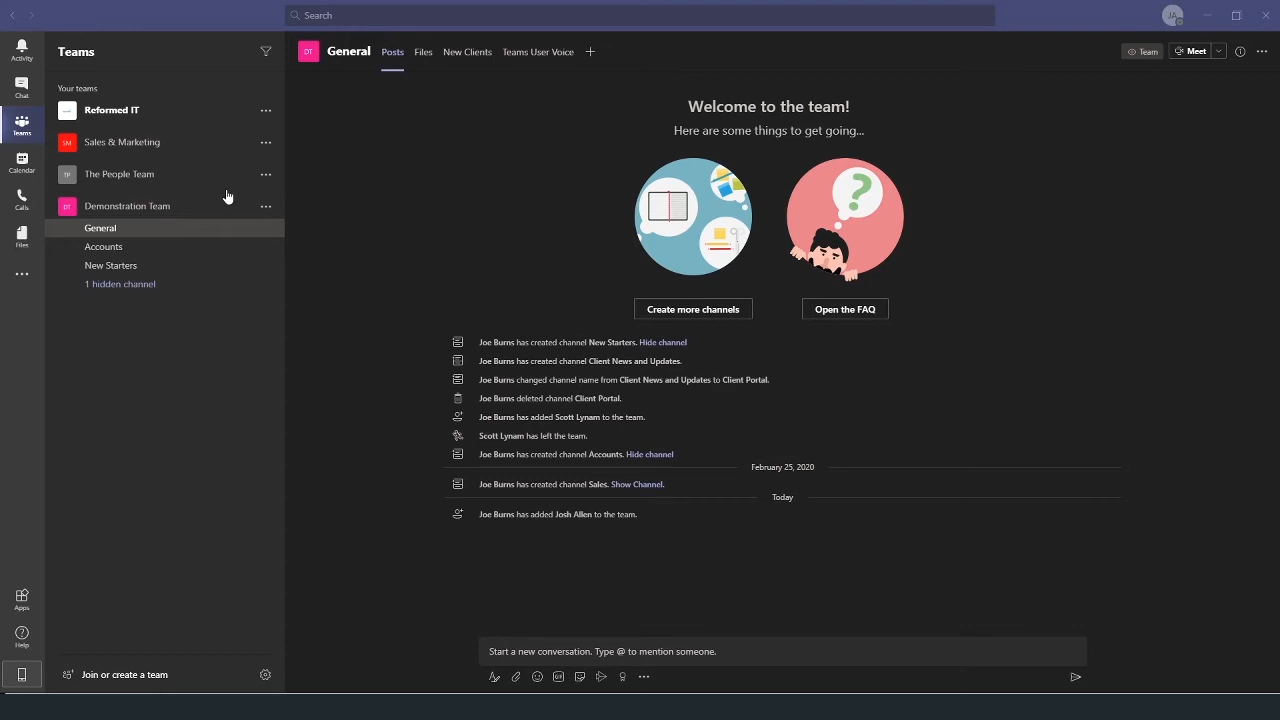 Search
JA
Activity
Chat
Teams
Calendar
Calls
Files
Apps
Help
Teams
Your teams
Reformed IT
SM Sales & Marketing
TP The People Team
DT Demonstration Team
General
Accounts
New Starters
1 hidden channel
Join or create a team
DT General Posts Files New Clients Teams User Voice
Team Meet
Welcome to the team!
Here are some things to get going...
?
Create more channels Open the FAQ
Joe Burns has created channel New Starters. Hide channel
Joe Burns has created channel Client News and Updates.
Joe Burns changed channel name from Client News and Updates to Client Portal.
Joe Burns deleted channel Client Portal.
Joe Burns has added Scott Lynam to the team.
Scott Lynam has left the team.
Joe Burns has created channel Accounts. Hide channel
February 25, 2020
Joe Burns has created channel Sales. Show Channel.
Today
Joe Burns has added Josh Allen to the team.
Start a new conversation. Type @ to mention someone.
GIF